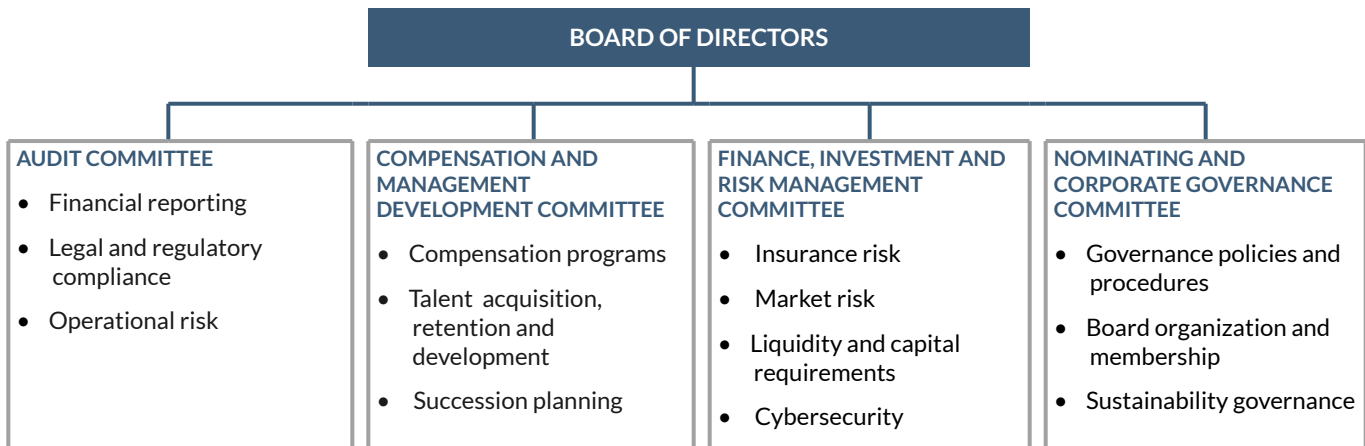 BOARD OF DIRECTORS
AUDIT COMMITTEE
• Financial reporting
• Legal and regulatory
compliance
• Operational risk
COMPENSATION AND
MANAGEMENT
DEVELOPMENT COMMITTEE
• Compensation programs
• Talent acquisition,
retention and
development
• Succession planning
FINANCE, INVESTMENT AND
RISK MANAGEMENT
COMMITTEE
• Insurance risk
• Market risk
• Liquidity and capital
requirements
• Cybersecurity
NOMINATING AND
CORPORATE GOVERNANCE
COMMITTEE
• Governance policies and
procedures
• Board organization and
membership
• Sustainability governance